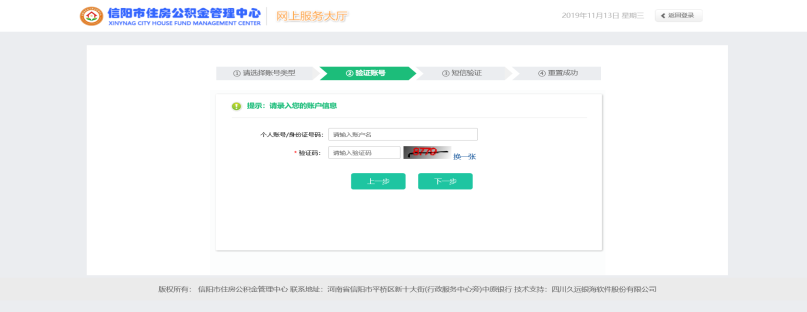 信阳市住房公积金管理中心 网上服务大厅 2019年11月13日 星期三 返回登录
XINYNAG CITY HOUSE FUND MANAGEMENT CENTER
① 请选择账号类型 ② 验证账号 ③ 短信验证 ④ 重置成功
提示：请录入您的账户信息
个人账号/身份证号码： 请输入账户名
* 验证码： 请输入验证码 换一张
上一步 下一步
版权所有： 信阳市住房公积金管理中心 联系地址：河南省信阳市平桥区新十大街(行政服务中心旁)中原银行 技术支持：四川久远银海软件股份有限公司